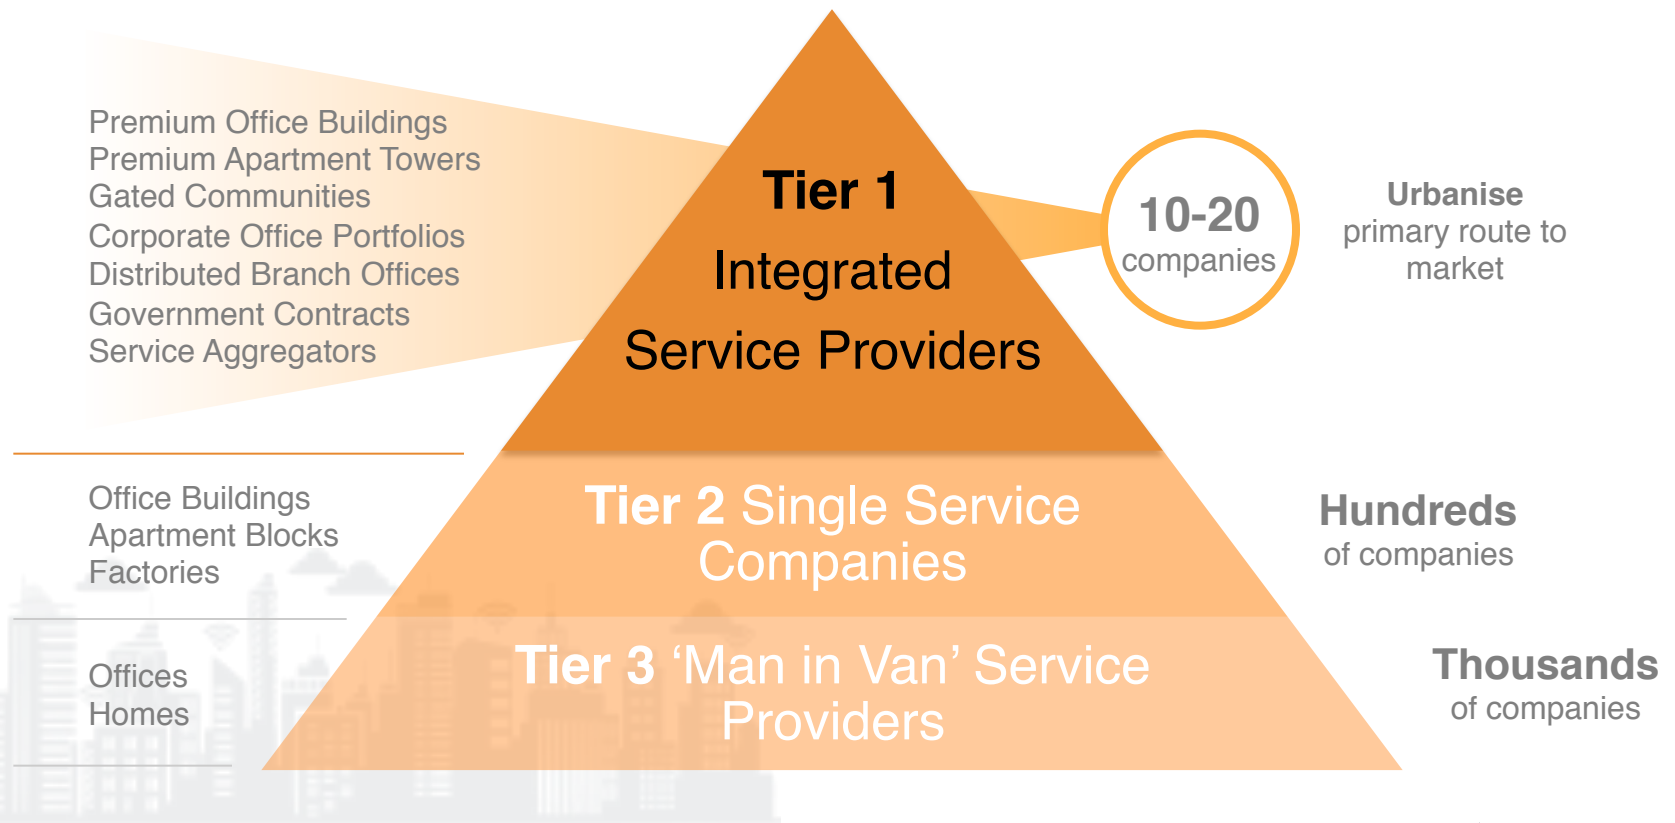 Premium Office Buildings
Premium Apartment Towers
Gated Communities
Corporate Office Portfolios
Distributed Branch Offices
Government Contracts
Service Aggregators
Tier 1
Integrated
Service Providers
10-20
companies
Urbanise
primary route to
market
Office Buildings
Apartment Blocks
Factories
Tier 2 Single Service
Companies
Hundreds
of companies
Offices
Homes
Tier 3 ‘Man in Van’ Service
Providers
Thousands
of companies